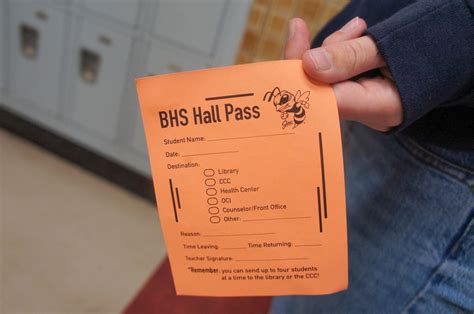 BHS Hall Pass
Student Name:
Date:
Destination:
Library
CCC
Health Center
OCI
Counselor/Front Office
Other:
Reason:
Time Leaving: Time Returning:
Teacher Signature:
*Remember: you can send up to four students
at a time to the library or the CCC!